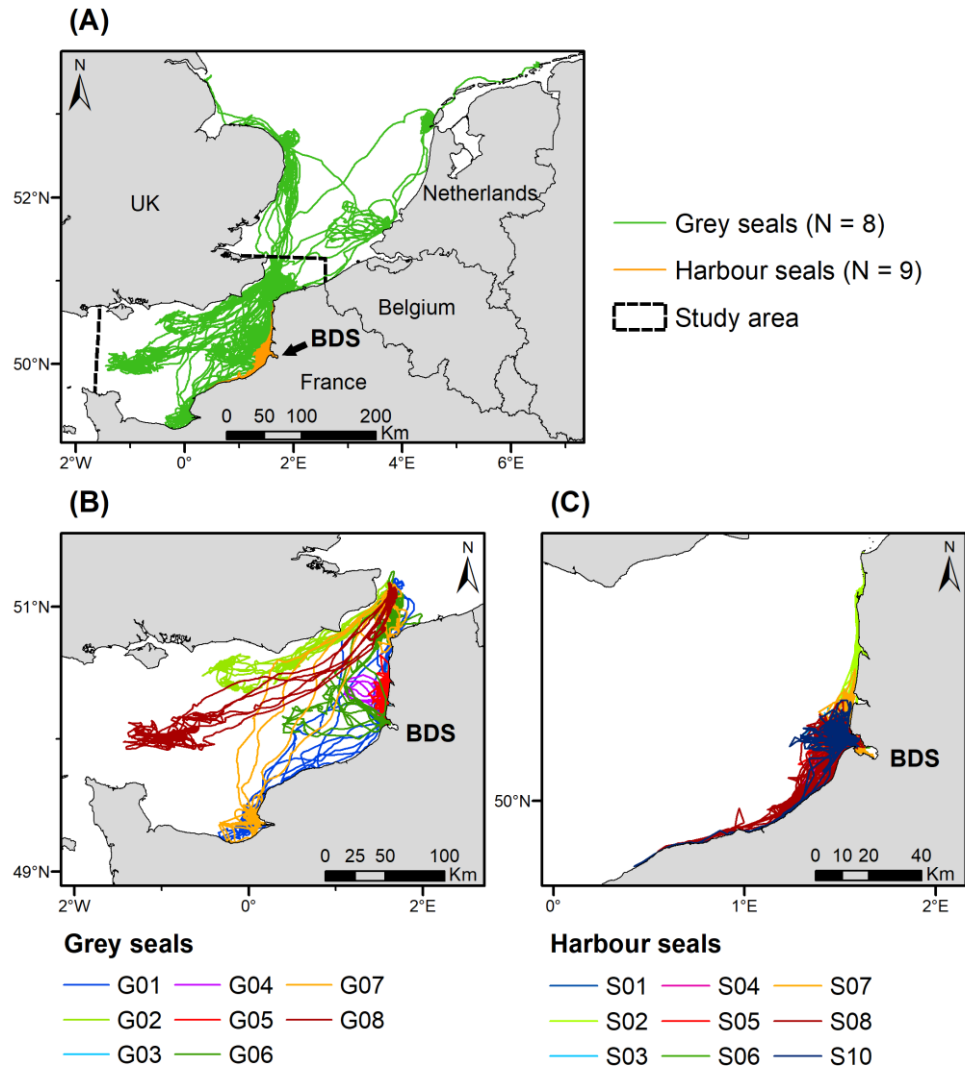 (A)
N
52°N
50°N
UK
Netherlands
Belgium
BDS
France
0 50 100 200
Km
2°W 0° 2°E 4°E 6°E
Grey seals (N = 8)
Harbour seals (N = 9)
Study area
(B)
N
51°N
49°N
BDS
0 25 50 100
Km
2°W 0° 2°E
(C)
N
50°N
BDS
0 10 20 40
Km
0° 1°E 2°E
Grey seals
G01 G04 G07
G02 G05 G08
G03 G06
Harbour seals
S01 S04 S07
S02 S05 S08
S03 S06 S10